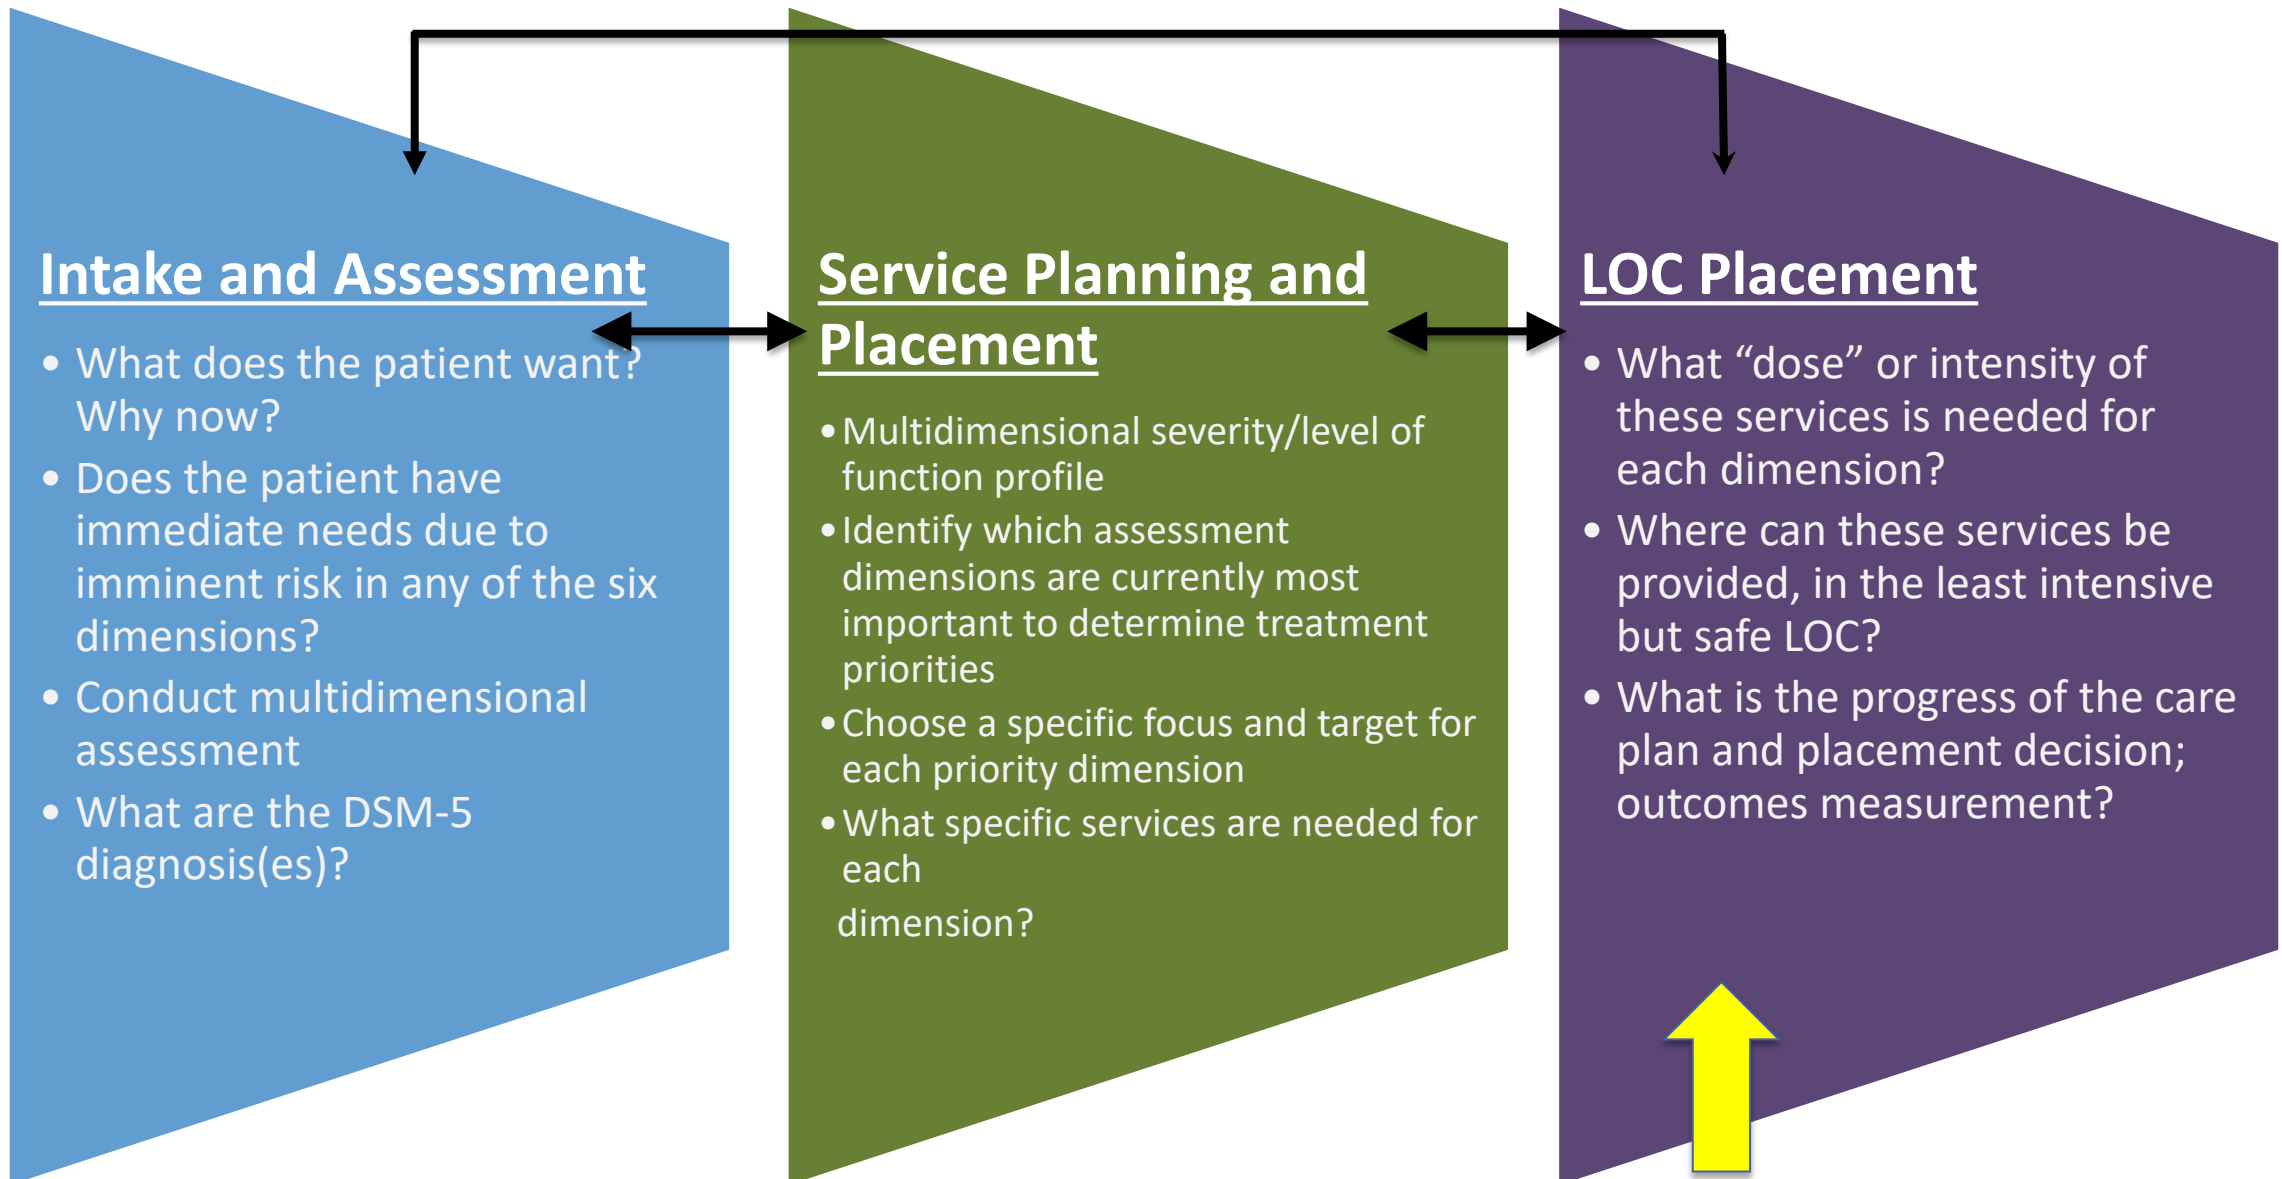 Intake and Assessment
• What does the patient want?
Why now?
• Does the patient have
immediate needs due to
imminent risk in any of the six
dimensions?
• Conduct multidimensional
assessment
• What are the DSM-5
diagnosis(es)?
Service Planning and
Placement
• Multidimensional severity/level of
function profile
• Identify which assessment
dimensions are currently most
important to determine treatment
priorities
• Choose a specific focus and target for
each priority dimension
• What specific services are needed for
each
dimension?
LOC Placement
• What “dose” or intensity of
these services is needed for
each dimension?
• Where can these services be
provided, in the least intensive
but safe LOC?
• What is the progress of the care
plan and placement decision;
outcomes measurement?